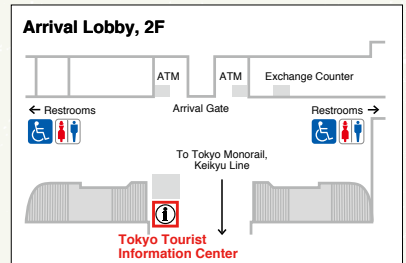 Arrival Lobby, 2F
ATM
ATM
Exchange Counter
← Restrooms
Arrival Gate
Restrooms →
To Tokyo Monorail,
Keikyu Line
Tokyo Tourist
Information Center